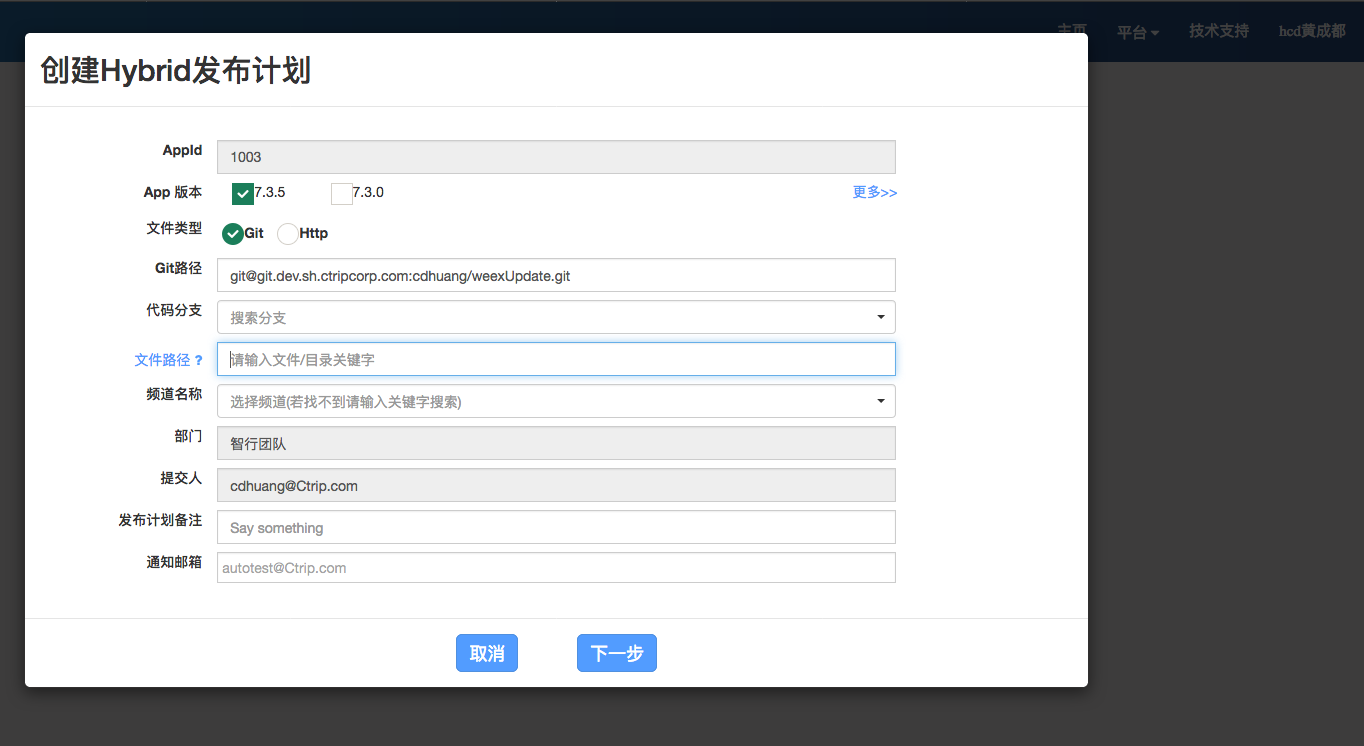 主页 平台 技术支持 hcd黄成都
创建Hybrid发布计划
AppId 1003
App 版本 7.3.5 7.3.0 更多>>
文件类型 Git Http
Git路径 git@git.dev.sh.ctripcorp.com:cdhuang/weexUpdate.git
代码分支 搜索分支
文件路径 ? 请输入文件/目录关键字
频道名称 选择频道(若找不到请输入关键字搜索)
部门 智行团队
提交人 cdhuang@Ctrip.com
发布计划备注 Say something
通知邮箱 autotest@Ctrip.com
取消 下一步